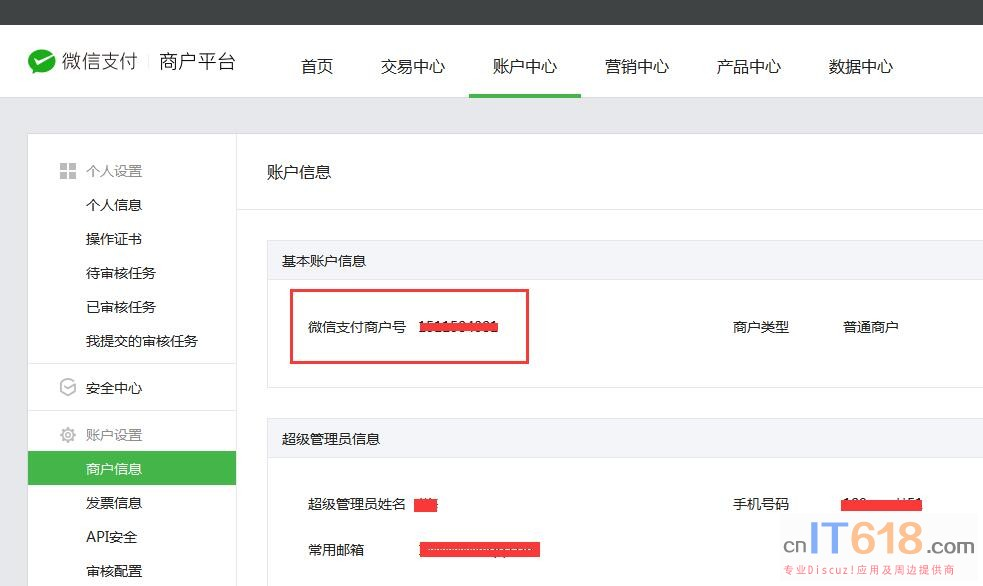 微信支付 商户平台 首页 交易中心 账户中心 营销中心 产品中心 数据中心
个人设置
个人信息
操作证书
待审核任务
已审核任务
我提交的审核任务
安全中心
账户设置
商户信息
发票信息
API安全
审核配置
账户信息
基本账户信息
微信支付商户号 商户类型 普通商户
超级管理员信息
超级管理员姓名 手机号码
常用邮箱
cnIT618.com
专业Discuz!应用及周边提供商